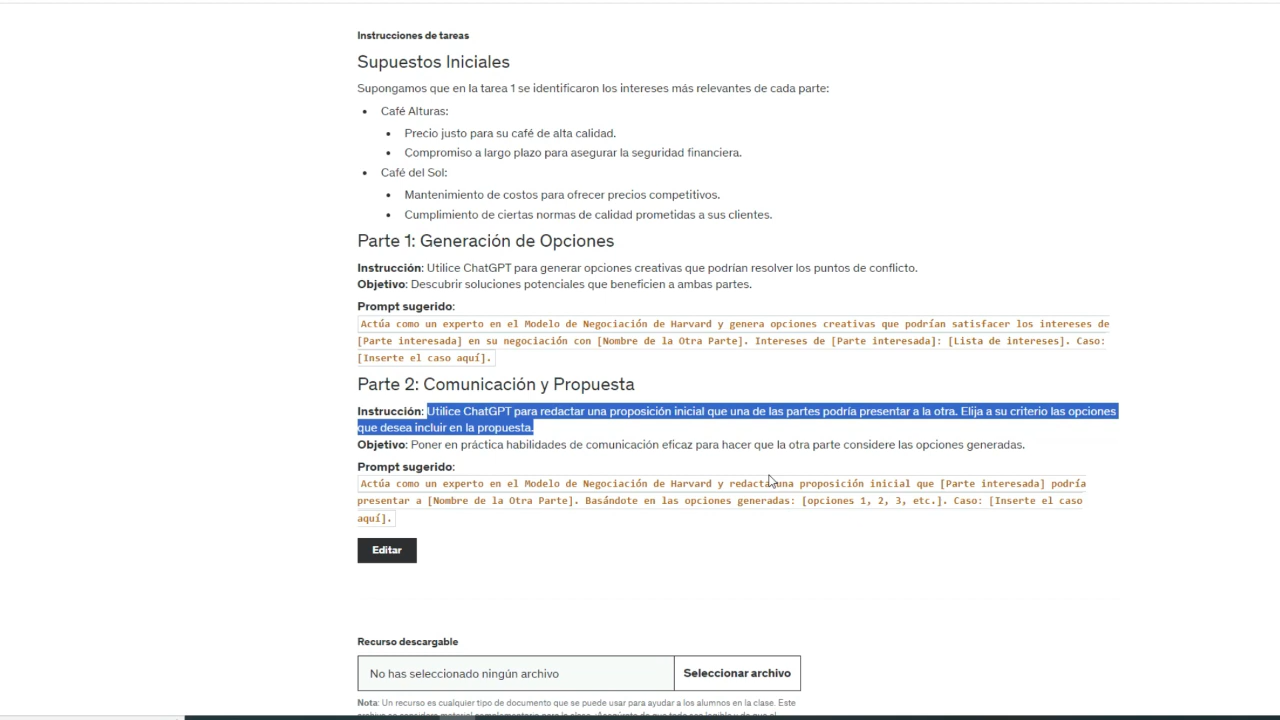 Instrucciones de tareas
Supuestos Iniciales
Supongamos que en la tarea 1 se identificaron los intereses más relevantes de cada parte:
• Café Alturas:
• Precio justo para su café de alta calidad.
• Compromiso a largo plazo para asegurar la seguridad financiera.
• Café del Sol:
• Mantenimiento de costos para ofrecer precios competitivos.
• Cumplimiento de ciertas normas de calidad prometidas a sus clientes.
Parte 1: Generación de Opciones
Instrucción: Utilice ChatGPT para generar opciones creativas que podrían resolver los puntos de conflicto.
Objetivo: Descubrir soluciones potenciales que beneficien a ambas partes.
Prompt sugerido:
Actúa como un experto en el Modelo de Negociación de Harvard y genera opciones creativas que podrían satisfacer los intereses de
[Parte interesada] en su negociación con [Nombre de la Otra Parte]. Intereses de [Parte interesada]: [Lista de intereses]. Caso:
[Inserte el caso aquí].
Parte 2: Comunicación y Propuesta
Instrucción: Utilice ChatGPT para redactar una proposición inicial que una de las partes podría presentar a la otra. Elija a su criterio las opciones
que desea incluir en la propuesta.
Objetivo: Poner en práctica habilidades de comunicación eficaz para hacer que la otra parte considere las opciones generadas.
Prompt sugerido:
Actúa como un experto en el Modelo de Negociación de Harvard y redacta una proposición inicial que [Parte interesada] podría
presentar a [Nombre de la Otra Parte]. Basándote en las opciones generadas: [opciones 1, 2, 3, etc.]. Caso: [Inserte el caso
aquí].
Editar
Recurso descargable
No has seleccionado ningún archivo
Seleccionar archivo
Nota: Un recurso es cualquier tipo de documento que se puede usar para ayudar a los alumnos en la clase. Este